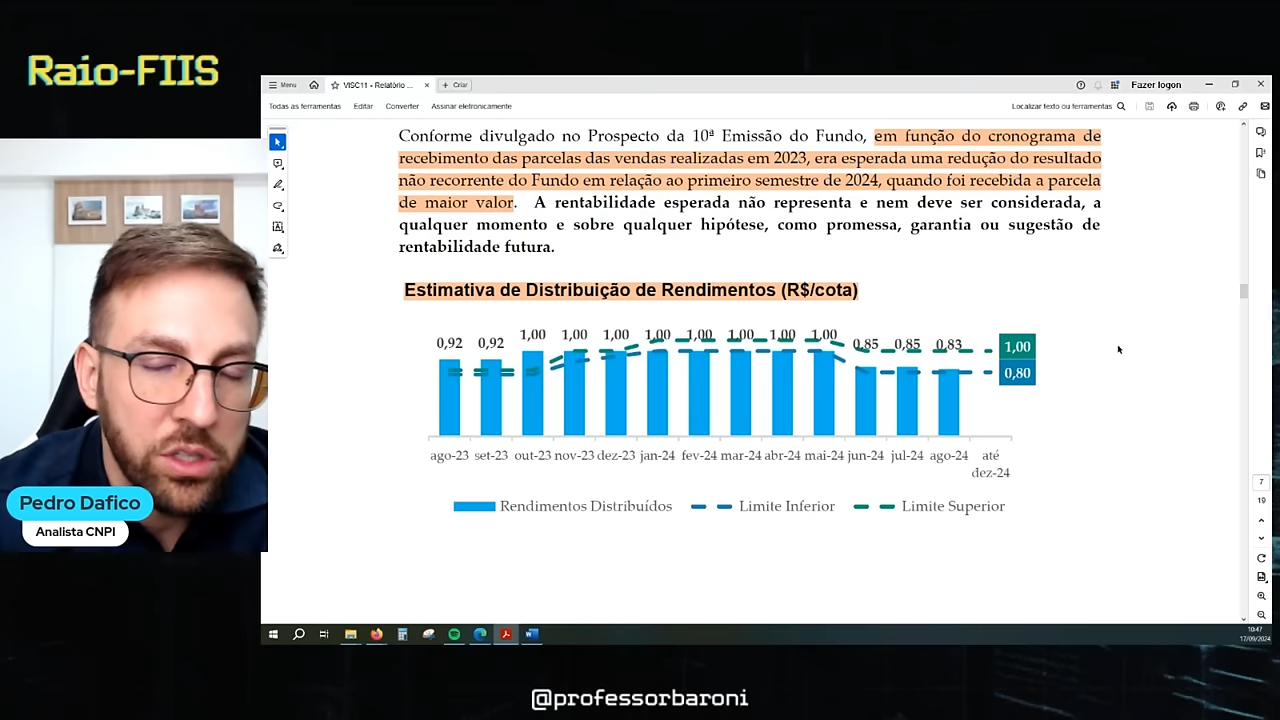 Raio-FIIS
Menu
VISC11 - Relatório ...
Criar
Fazer logon
Todas as ferramentas
Editar
Converter
Assinar eletronicamente
Localizar texto ou ferramentas
Conforme divulgado no Prospecto da 10ª Emissão do Fundo, em função do cronograma de
recebimento das parcelas das vendas realizadas em 2023, era esperada uma redução do resultado
não recorrente do Fundo em relação ao primeiro semestre de 2024, quando foi recebida a parcela
de maior valor. A rentabilidade esperada não representa e nem deve ser considerada, a
qualquer momento e sobre qualquer hipótese, como promessa, garantia ou sugestão de
rentabilidade futura.
Estimativa de Distribuição de Rendimentos (R$/cota)
0,92 0,92 1,00 1,00 1,00 1,00 1,00 1,00 1,00 1,00 0,85 0,85 0,83
1,00
0,80
ago-23 set-23 out-23 nov-23 dez-23 jan-24 fev-24 mar-24 abr-24 mai-24 jun-24 jul-24 ago-24 até
dez-24
Rendimentos Distribuídos Limite Inferior Limite Superior
7
19
Pedro Dafico
Analista CNPI
10:47
17/09/2024
@professorbaroni